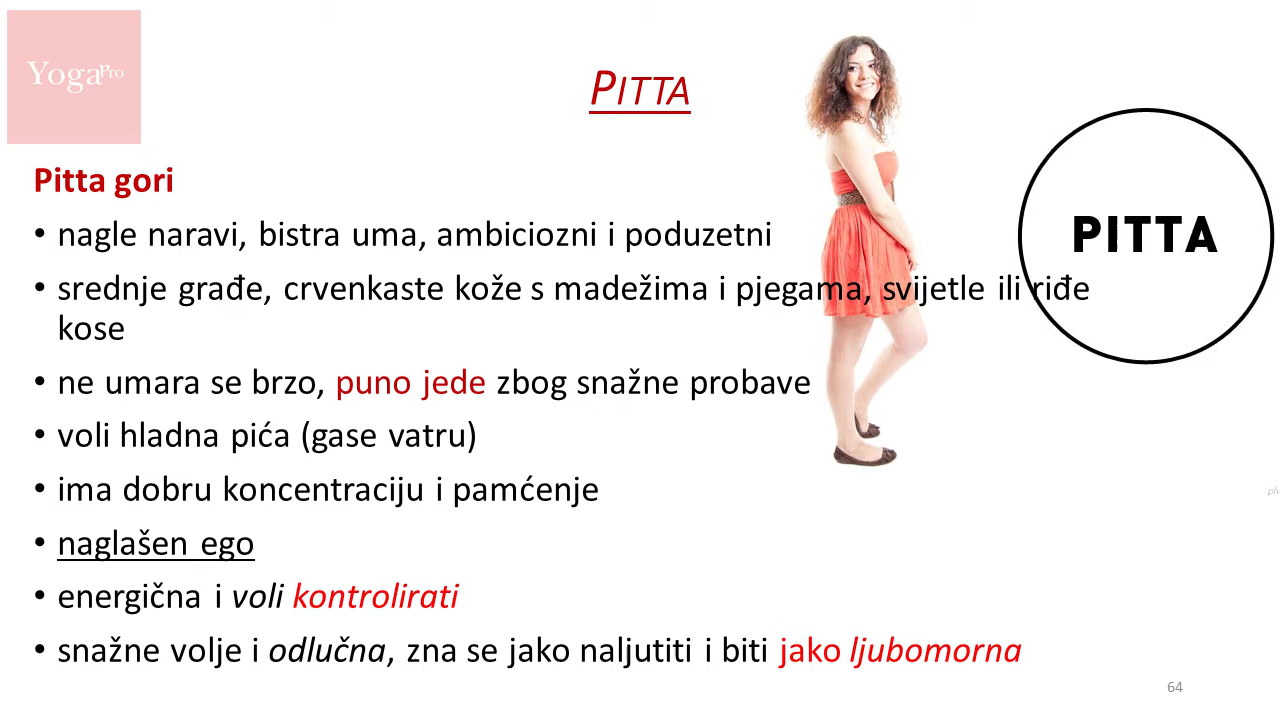 Yogaᵖʳᵒ
PITTA
PITTA
Pitta gori
• nagle naravi, bistra uma, ambiciozni i poduzetni
• srednje građe, crvenkaste kože s madežima i pjegama, svijetle ili riđe
kose
• ne umara se brzo, puno jede zbog snažne probave
• voli hladna pića (gase vatru)
• ima dobru koncentraciju i pamćenje
• naglašen ego
• energična i voli kontrolirati
• snažne volje i odlučna, zna se jako naljutiti i biti jako ljubomorna
64